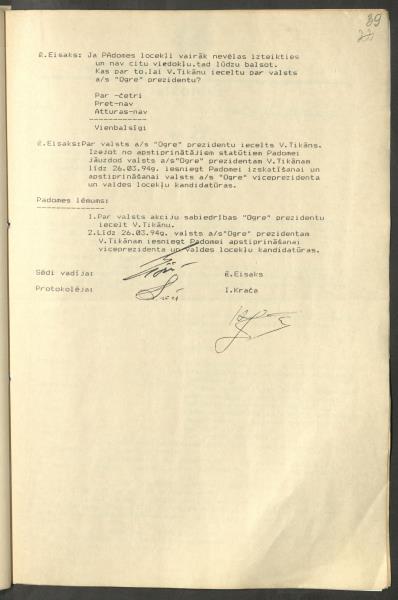 89
Z.Eisaks: Ja PAdomes locekļi vairāk nevēlas izteikties
un nav citu viedokļu.tad lūdzu balsot.
Kas par to.lai V.Tikānu ieceltu par valsts
a/s "Ogre" prezidentu?
Par -četri
Pret-nav
Atturas-nav
Vienbalsīgi
Z.Eisaks:Par valsts a/s "Ogre" prezidentu iecelts V.Tikāns.
Izejot no apstiprinātājiem statūtiem Padomei
jāuzdod valsts a/s"Ogre" prezidentam V.Tikānam
līdz 26.03.94g. iesniegt Padomei izskatīšanai un
apstiprināšanai valsts a/s "Ogre" viceprezidenta
un valdes locekļu kandidatūras.
Padomes lēmums:
1.Par valsts akciju sabiedrības "Ogre" prezidentu
iecelt V.Tikānu.
2.Līdz 26.03.94g. valsts a/s"Ogre" prezidentam
V.Tikānam iesniegt Padomei apstiprināšanai
viceprezidenta un valdes locekļu kandidatūras.
Sēdi vadīja: Z.Eisaks
Protokolēja: I.Krača